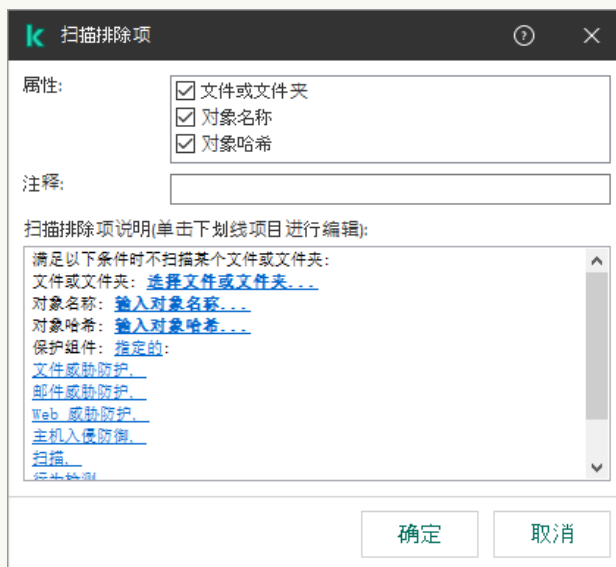 扫描排除项
属性:
文件或文件夹
对象名称
对象哈希
注释:
扫描排除项说明(单击下划线项目进行编辑):
满足以下条件时不扫描某个文件或文件夹:
文件或文件夹: 选择文件或文件夹...
对象名称: 输入对象名称...
对象哈希: 输入对象哈希...
保护组件: 指定的:
文件威胁防护,
邮件威胁防护,
Web 威胁防护,
主机入侵防御,
扫描,
行为检测
确定 取消